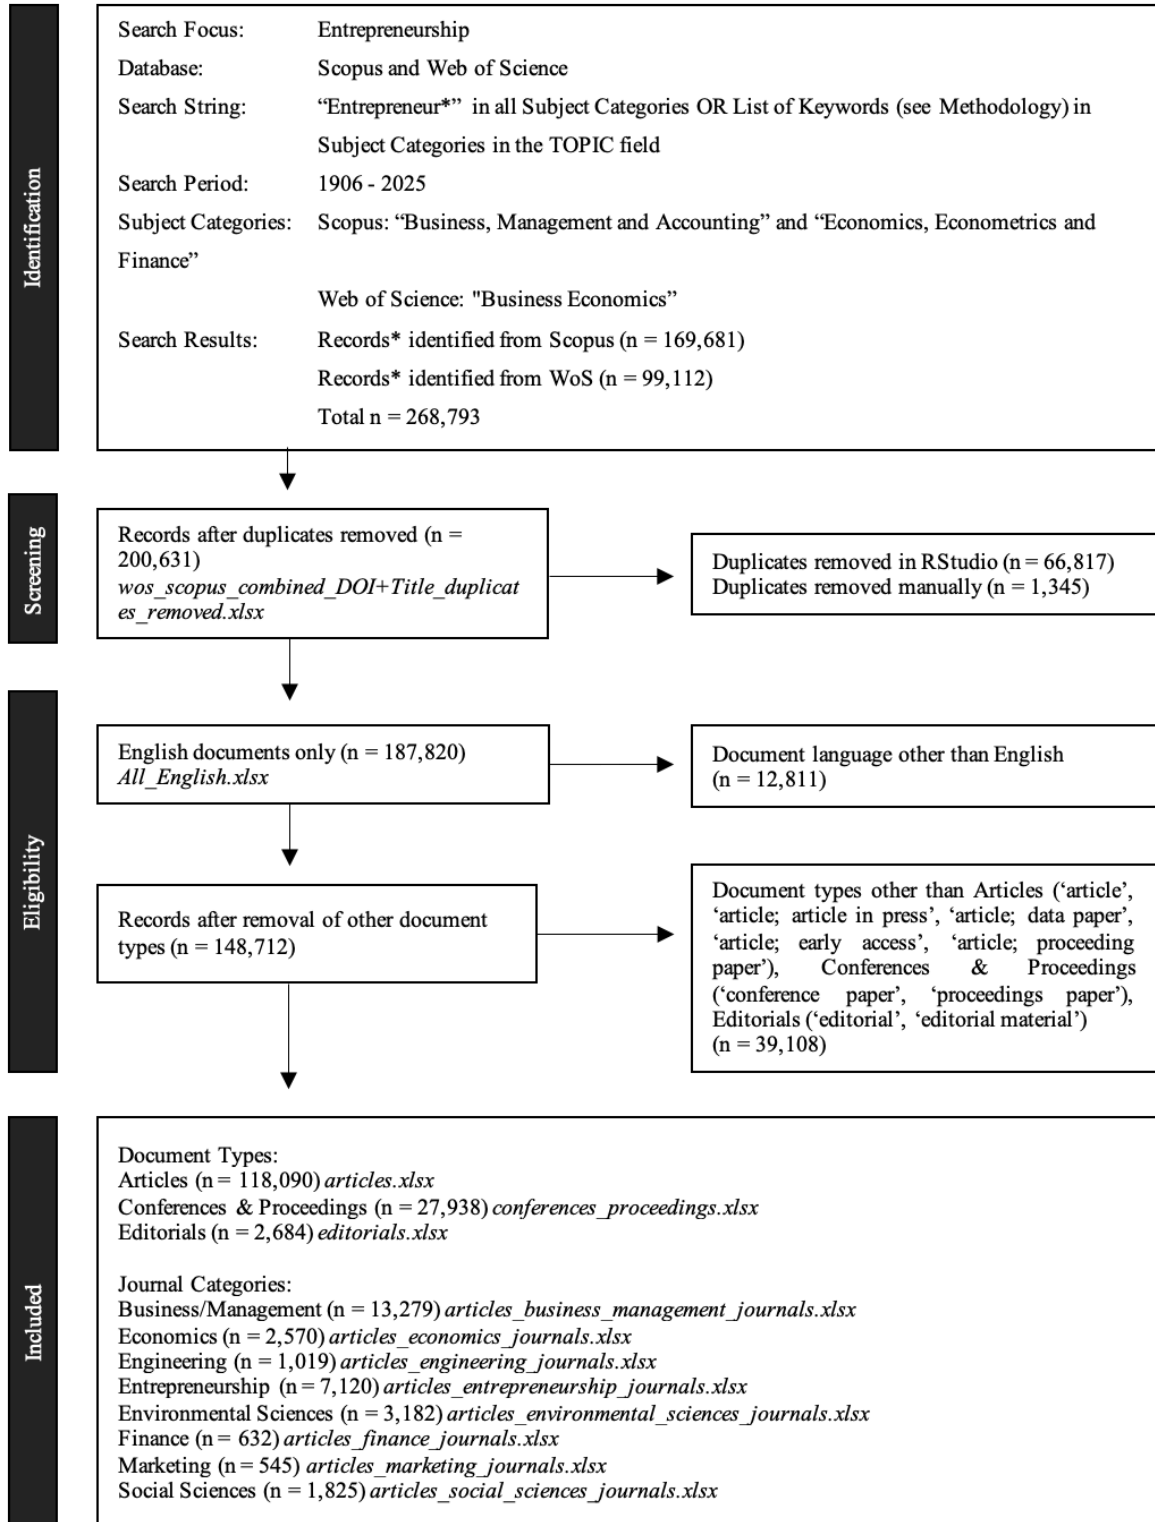 Identification
Search Focus: Entrepreneurship
Database: Scopus and Web of Science
Search String: “Entrepreneur*” in all Subject Categories OR List of Keywords (see Methodology) in
Subject Categories in the TOPIC field
Search Period: 1906 - 2025
Subject Categories: Scopus: “Business, Management and Accounting” and “Economics, Econometrics and
Finance”
Web of Science: "Business Economics”
Search Results: Records* identified from Scopus (n = 169,681)
Records* identified from WoS (n = 99,112)
Total n = 268,793
Screening
Records after duplicates removed (n =
200,631)
wos_scopus_combined_DOI+Title_duplicat
es_removed.xlsx
Duplicates removed in RStudio (n = 66,817)
Duplicates removed manually (n = 1,345)
Eligibility
English documents only (n = 187,820)
All_English.xlsx
Document language other than English
(n = 12,811)
Records after removal of other document
types (n = 148,712)
Document types other than Articles (‘article’,
‘article; article in press’, ‘article; data paper’,
‘article; early access’, ‘article; proceeding
paper’), Conferences & Proceedings
(‘conference paper’, ‘proceedings paper’),
Editorials (‘editorial’, ‘editorial material’)
(n = 39,108)
Included
Document Types:
Articles (n = 118,090) articles.xlsx
Conferences & Proceedings (n = 27,938) conferences_proceedings.xlsx
Editorials (n = 2,684) editorials.xlsx
Journal Categories:
Business/Management (n = 13,279) articles_business_management_journals.xlsx
Economics (n = 2,570) articles_economics_journals.xlsx
Engineering (n = 1,019) articles_engineering_journals.xlsx
Entrepreneurship (n = 7,120) articles_entrepreneurship_journals.xlsx
Environmental Sciences (n = 3,182) articles_environmental_sciences_journals.xlsx
Finance (n = 632) articles_finance_journals.xlsx
Marketing (n = 545) articles_marketing_journals.xlsx
Social Sciences (n = 1,825) articles_social_sciences_journals.xlsx